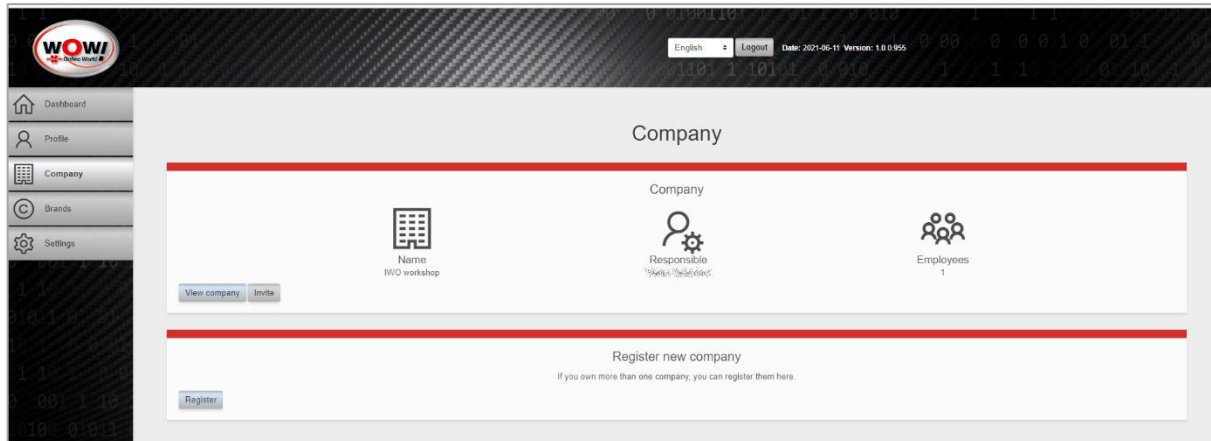 WOW!
Online World
English
Logout
Date: 2021-06-11 Version: 1.0.0.955
Dashboard
Profile
Company
Brands
Settings
Company
Company
Name
IWO workshop
Responsible
Employees
1
View company
Invite
Register new company
If you own more than one company, you can register them here.
Register